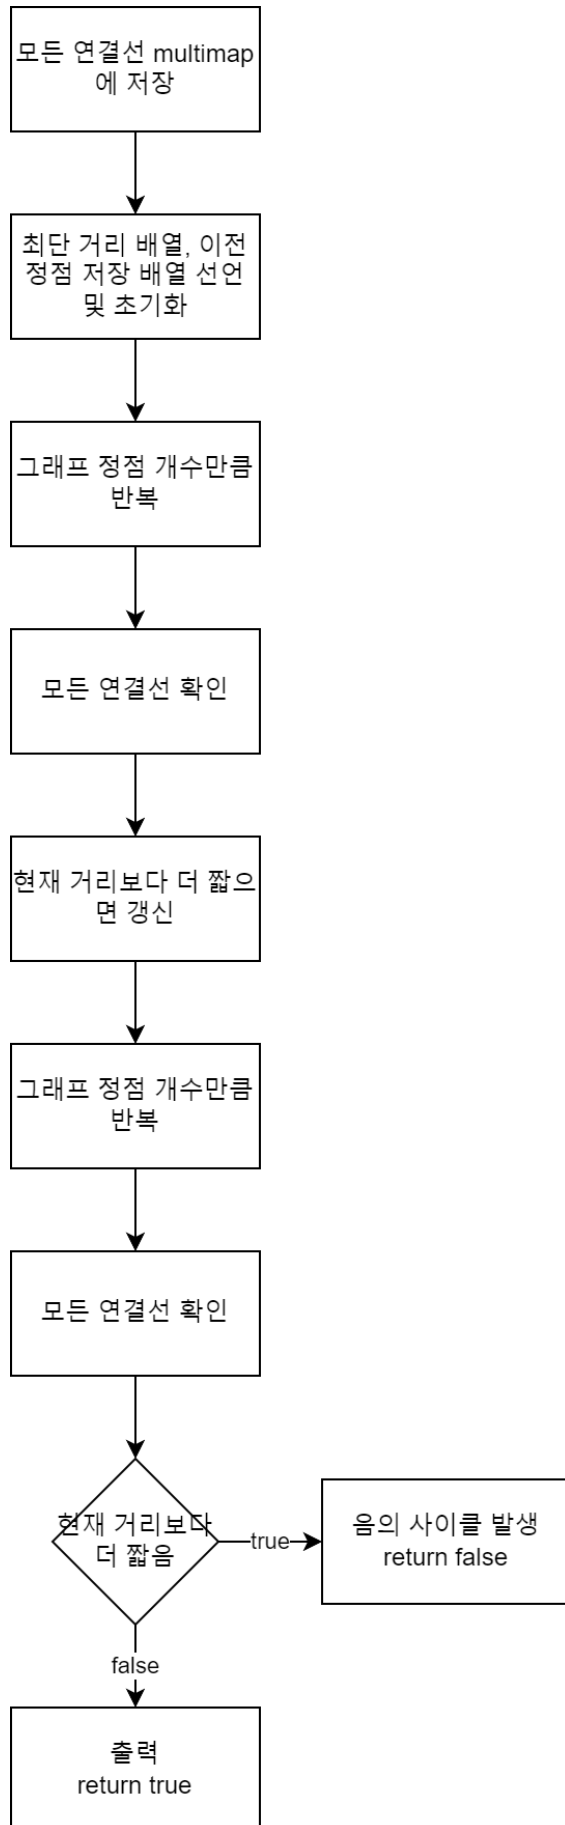 모든 연결선 multimap
에 저장
최단 거리 배열, 이전
정점 저장 배열 선언
및 초기화
그래프 정점 개수만큼
반복
모든 연결선 확인
현재 거리보다 더 짧으
면 갱신
그래프 정점 개수만큼
반복
모든 연결선 확인
현재 거리보다
더 짧음
true
음의 사이클 발생
return false
false
출력
return true